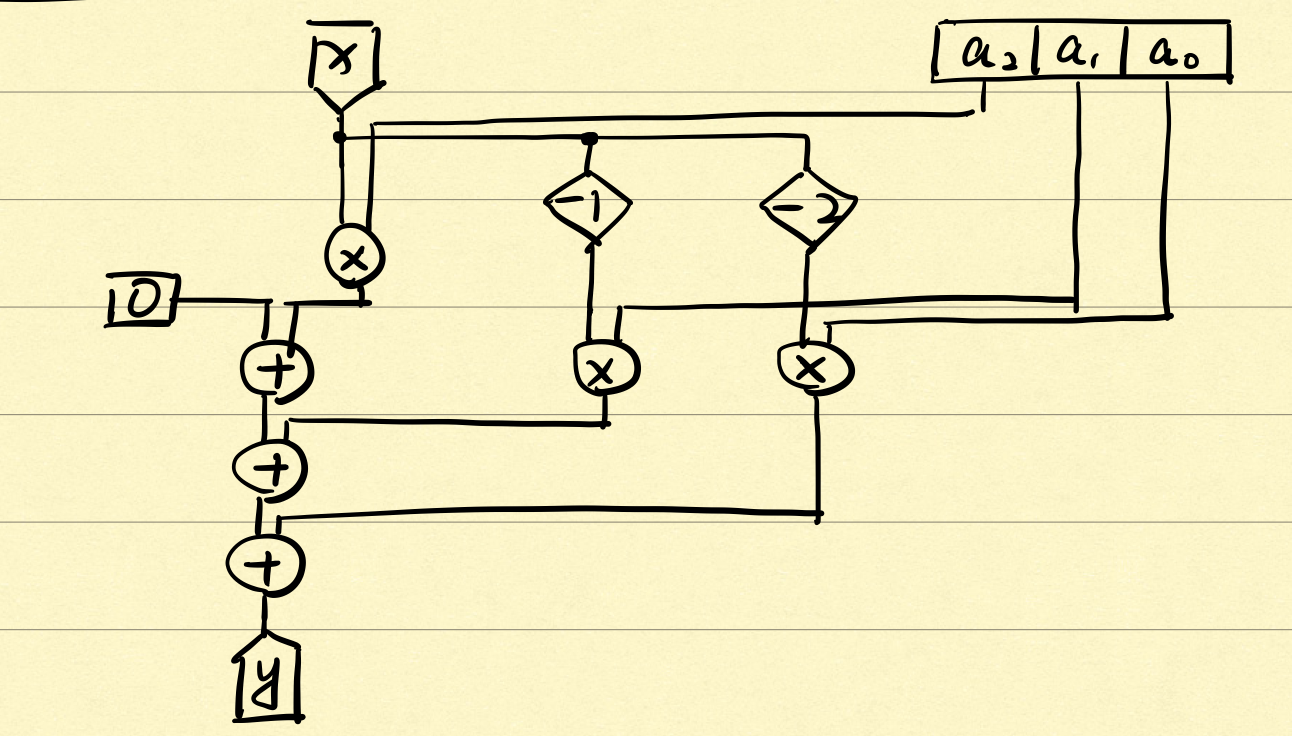 x a₂ a₁ a₀
-1 -2
x
0
+ x x
+
+
y